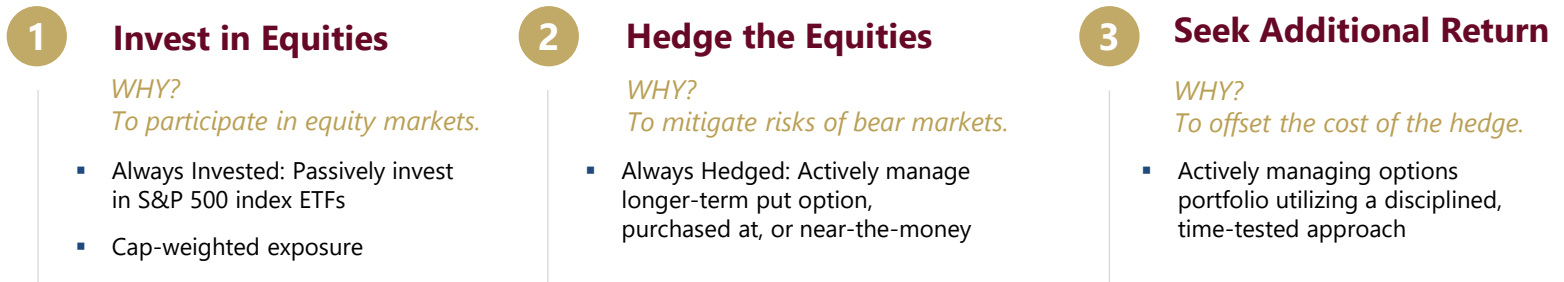 1
Invest in Equities
WHY?
To participate in equity markets.
▪ Always Invested: Passively invest
in S&P 500 index ETFs
▪ Cap-weighted exposure
2
Hedge the Equities
WHY?
To mitigate risks of bear markets.
▪ Always Hedged: Actively manage
longer-term put option,
purchased at, or near-the-money
3
Seek Additional Return
WHY?
To offset the cost of the hedge.
▪ Actively managing options
portfolio utilizing a disciplined,
time-tested approach